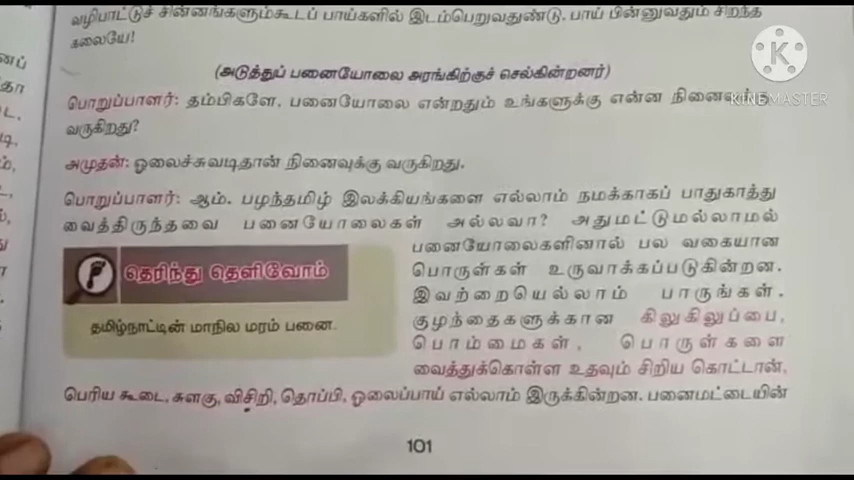 வழிபாட்டுச் சின்னங்களும்கூடப் பாய்களில் இடம்பெறுவதுண்டு. பாய் பின்னுவதும் சிறந்த
கலையே!
(அடுத்துப் பனையோலை அரங்கிற்குச் செல்கின்றனர்)
பொறுப்பாளர்: தம்பிகளே, பனையோலை என்றதும் உங்களுக்கு என்ன
வருகிறது?
அமுதன்: ஓலைச்சுவடிதான் நினைவுக்கு வருகிறது.
பொறுப்பாளர்: ஆம். பழந்தமிழ் இலக்கியங்களை எல்லாம் நமக்காகப் பாதுகாத்து
வைத்திருந்தவை பனையோலைகள் அல்லவா? அதுமட்டுமல்லாமல்
பனையோலைகளினால் பல வகையான
பொருள்கள் உருவாக்கப்படுகின்றன.
இவற்றையெல்லாம் பாருங்கள்.
குழந்தைகளுக்கான கிலுகிலுப்பை,
பொம்மைகள், பொருள்களை
வைத்துக்கொள்ள உதவும் சிறிய கொட்டான்,
தெரிந்து தெளிவோம்
தமிழ்நாட்டின் மாநில மரம் பனை.
பெரிய கூடை, சுளகு, விசிறி, தொப்பி, ஓலைப்பாய் எல்லாம் இருக்கின்றன. பனைமட்டையின்
101
KINEMASTER